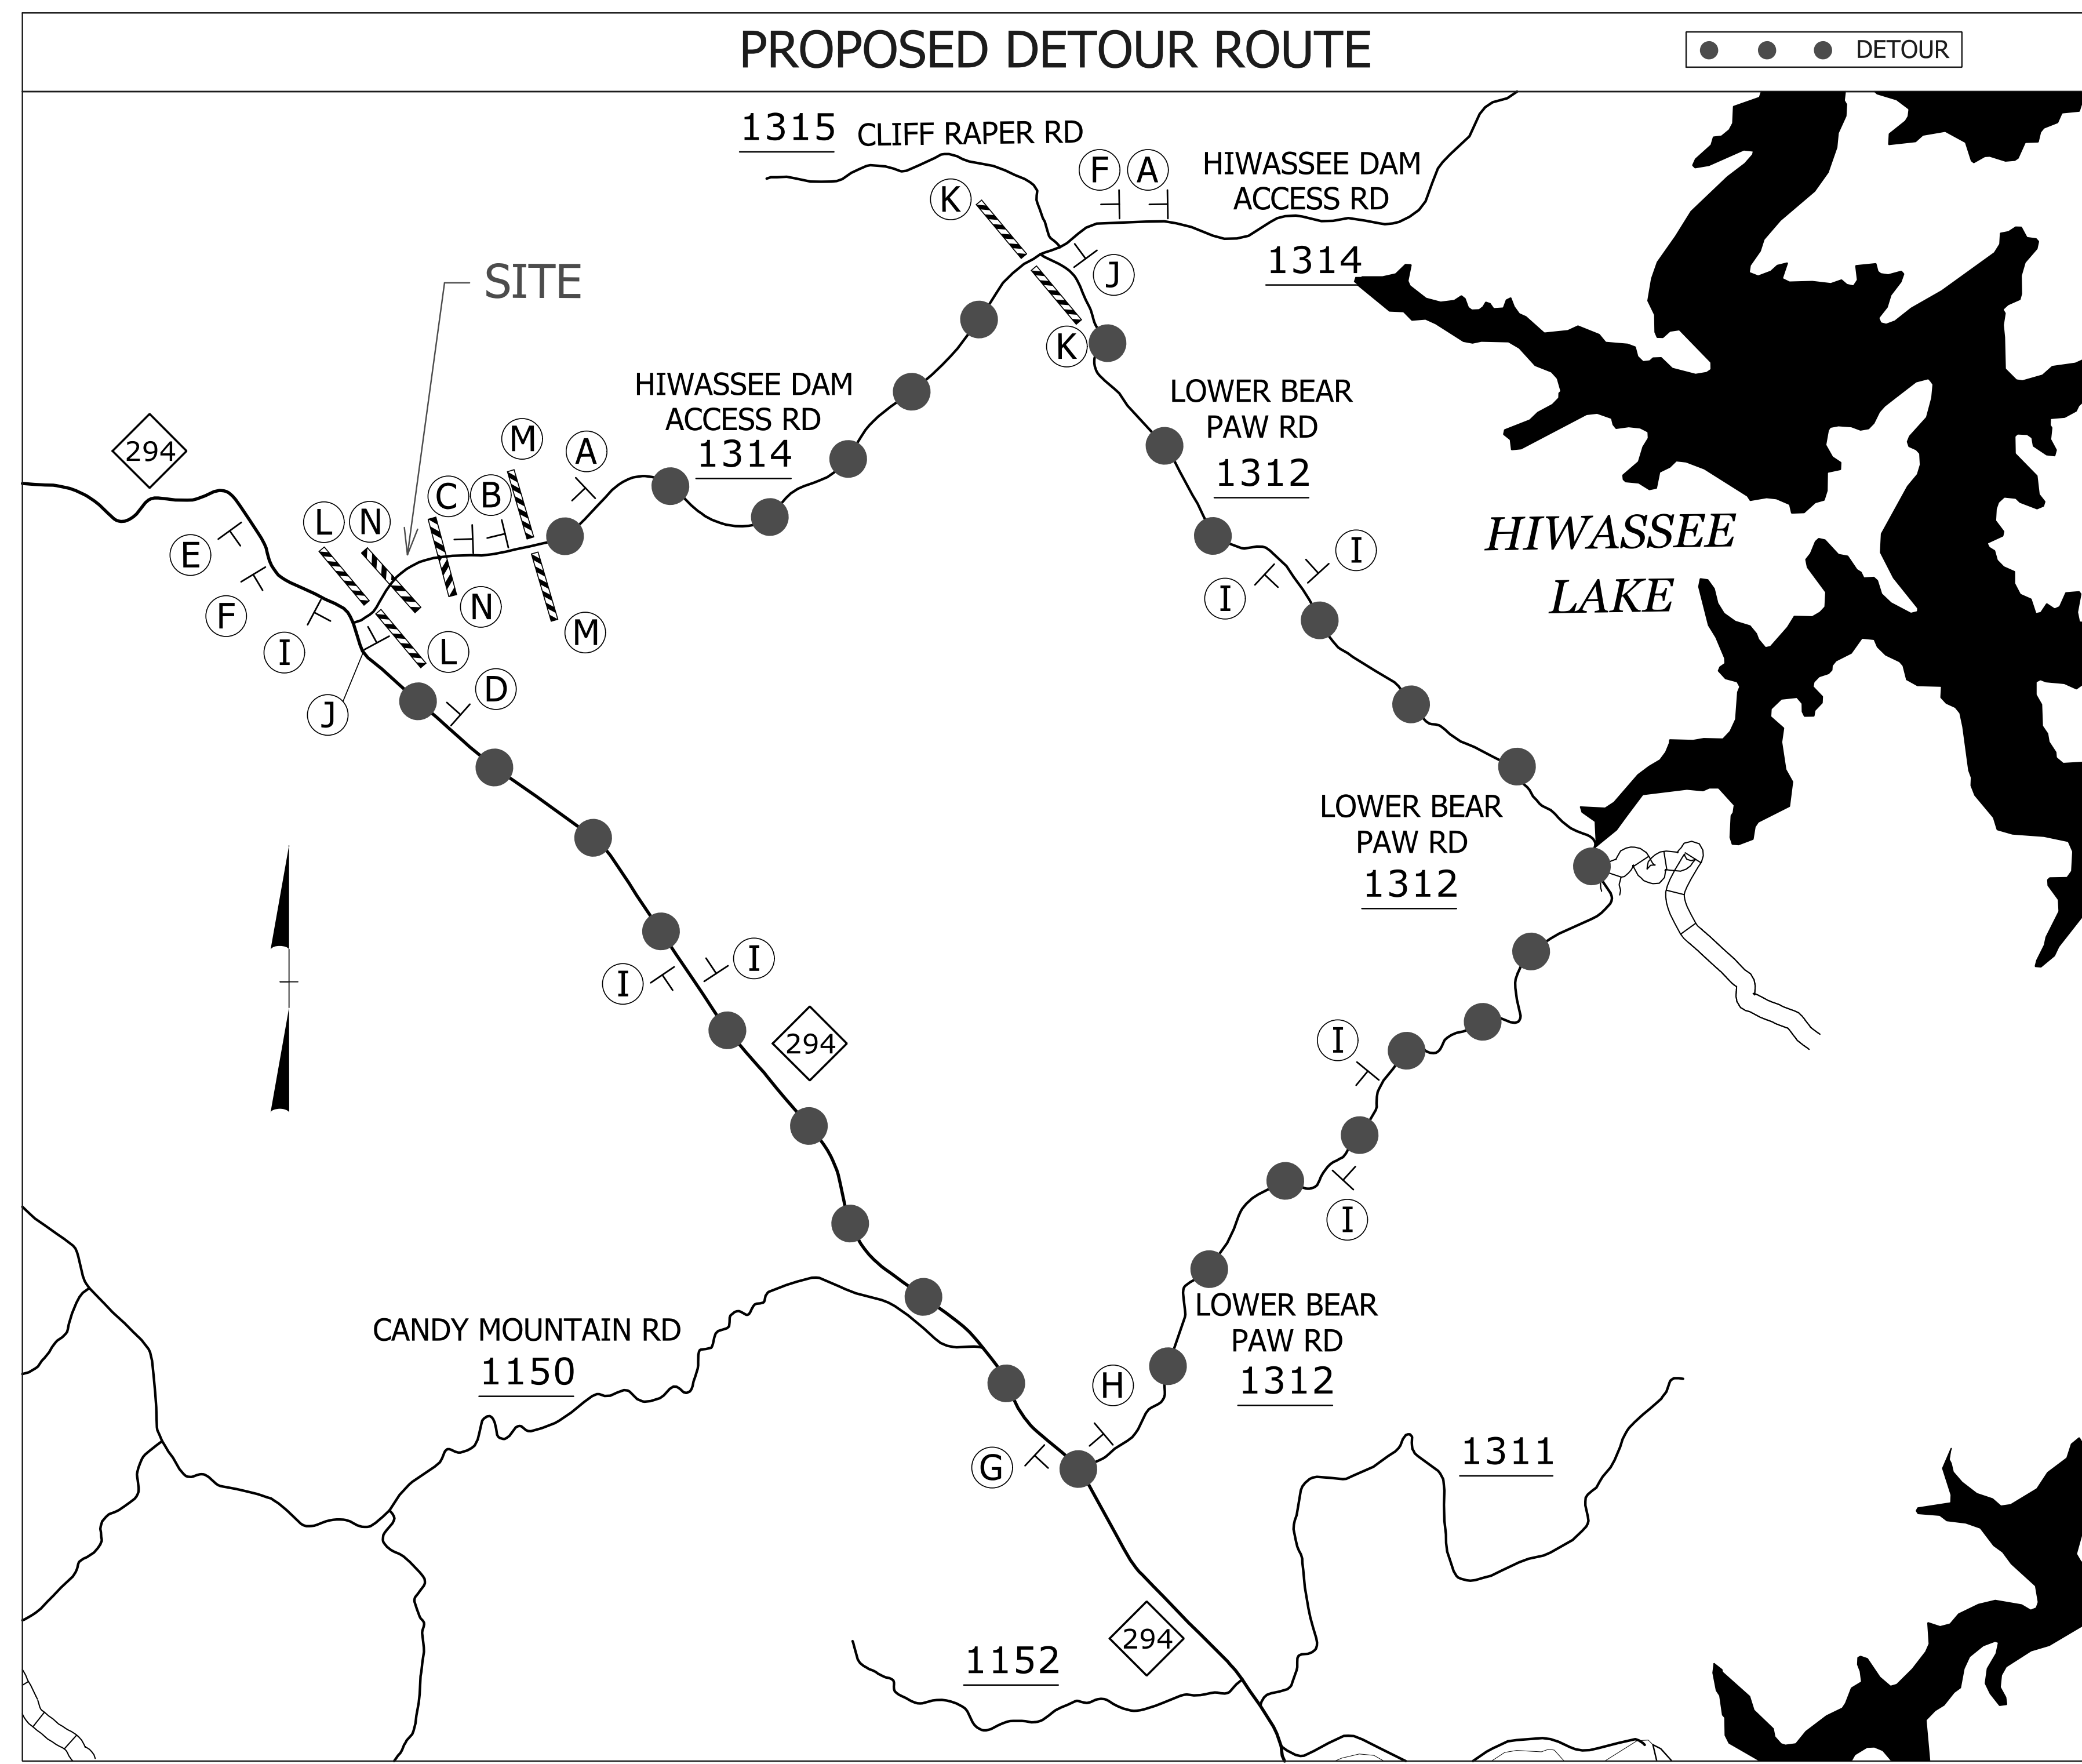 PROPOSED DETOUR ROUTE
DETOUR
1315 CLIFF RAPER RD
F A HIWASSEE DAM
ACCESS RD
K
1314
J
SITE
K
HIWASSEE DAM
ACCESS RD
1314
LOWER BEAR
PAW RD
1312
294
M A
C B
L N
E
F
I
N
M
L
J
D
HIWASSEE
LAKE
I
I
LOWER BEAR
PAW RD
1312
I
I
294
I
I
LOWER BEAR
PAW RD
1312
CANDY MOUNTAIN RD
1150
H
G
1311
294
1152